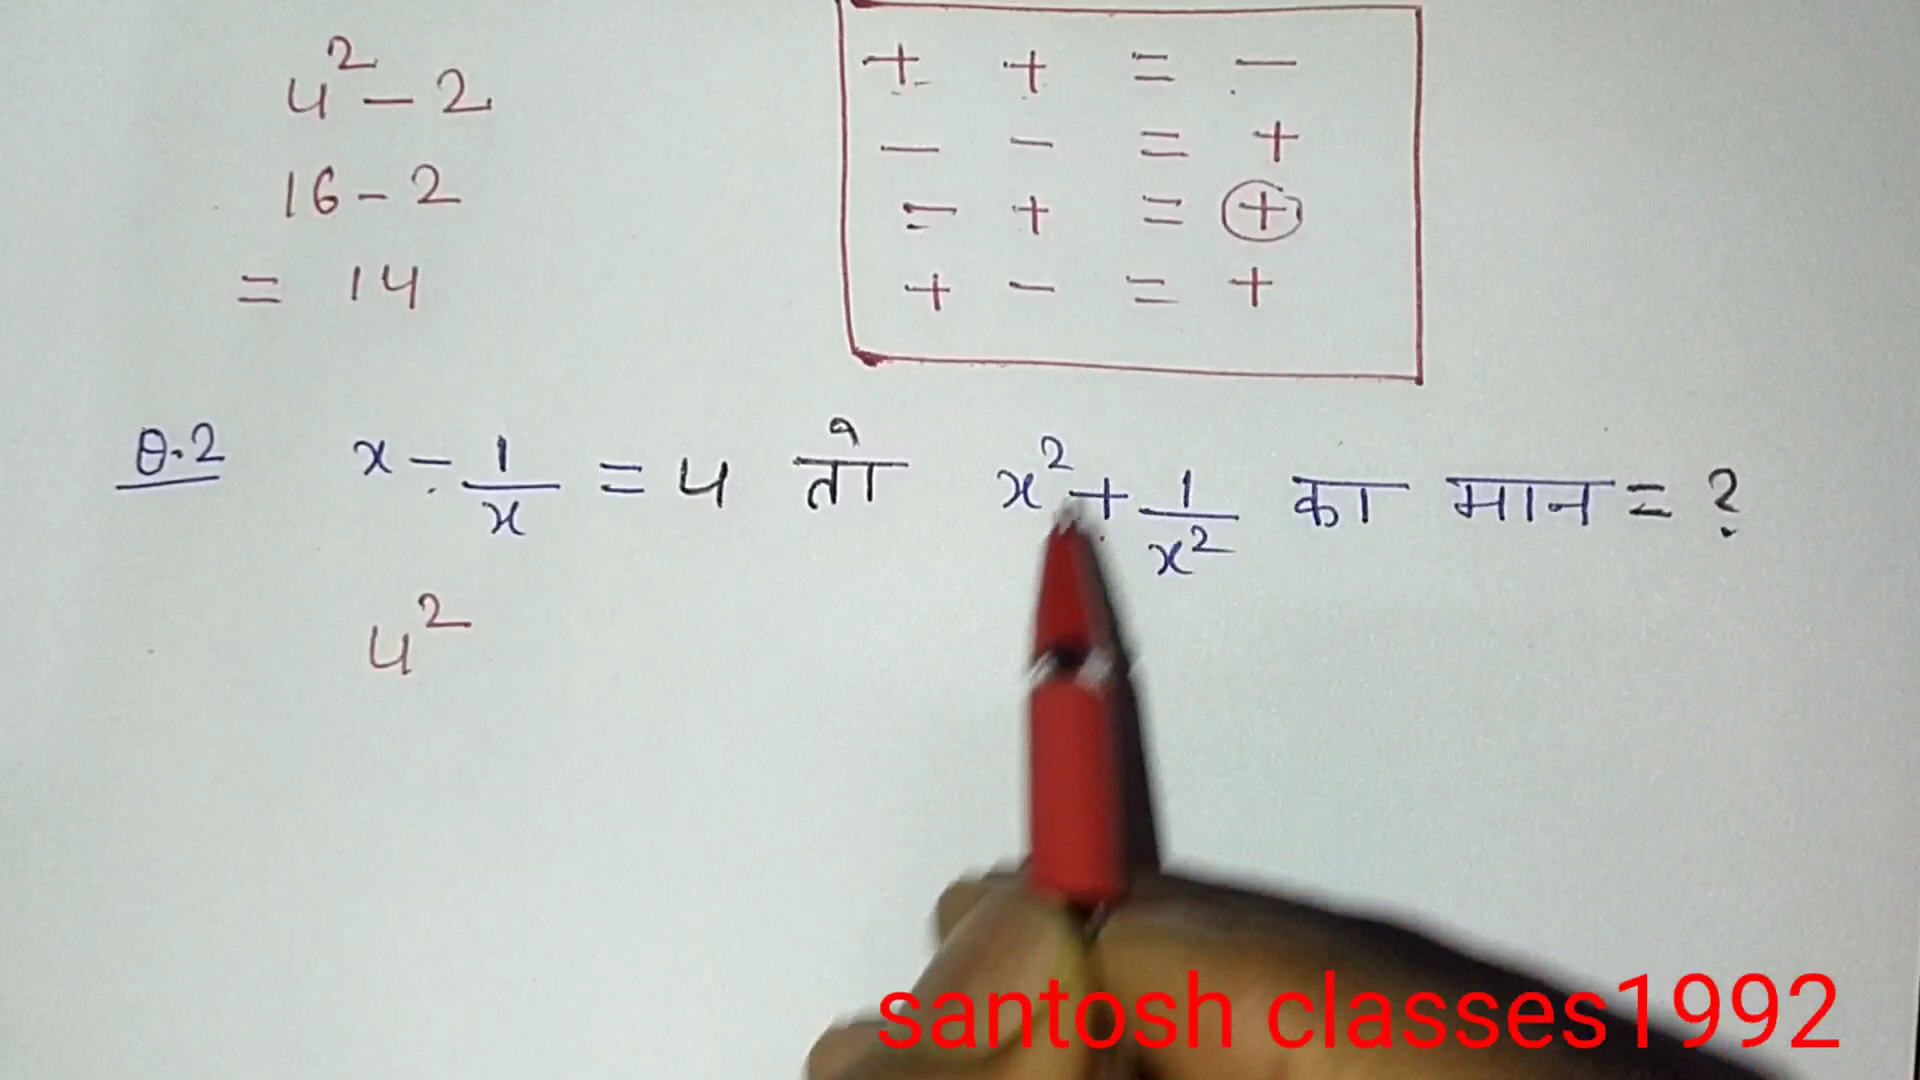 4² - 2
16 - 2
= 14
+ + = -
- - = +
- + = +
+ - = +
Q.2 x - 1/x = 4 तो x² + 1/x² का मान = ?
4²
santosh classes1992